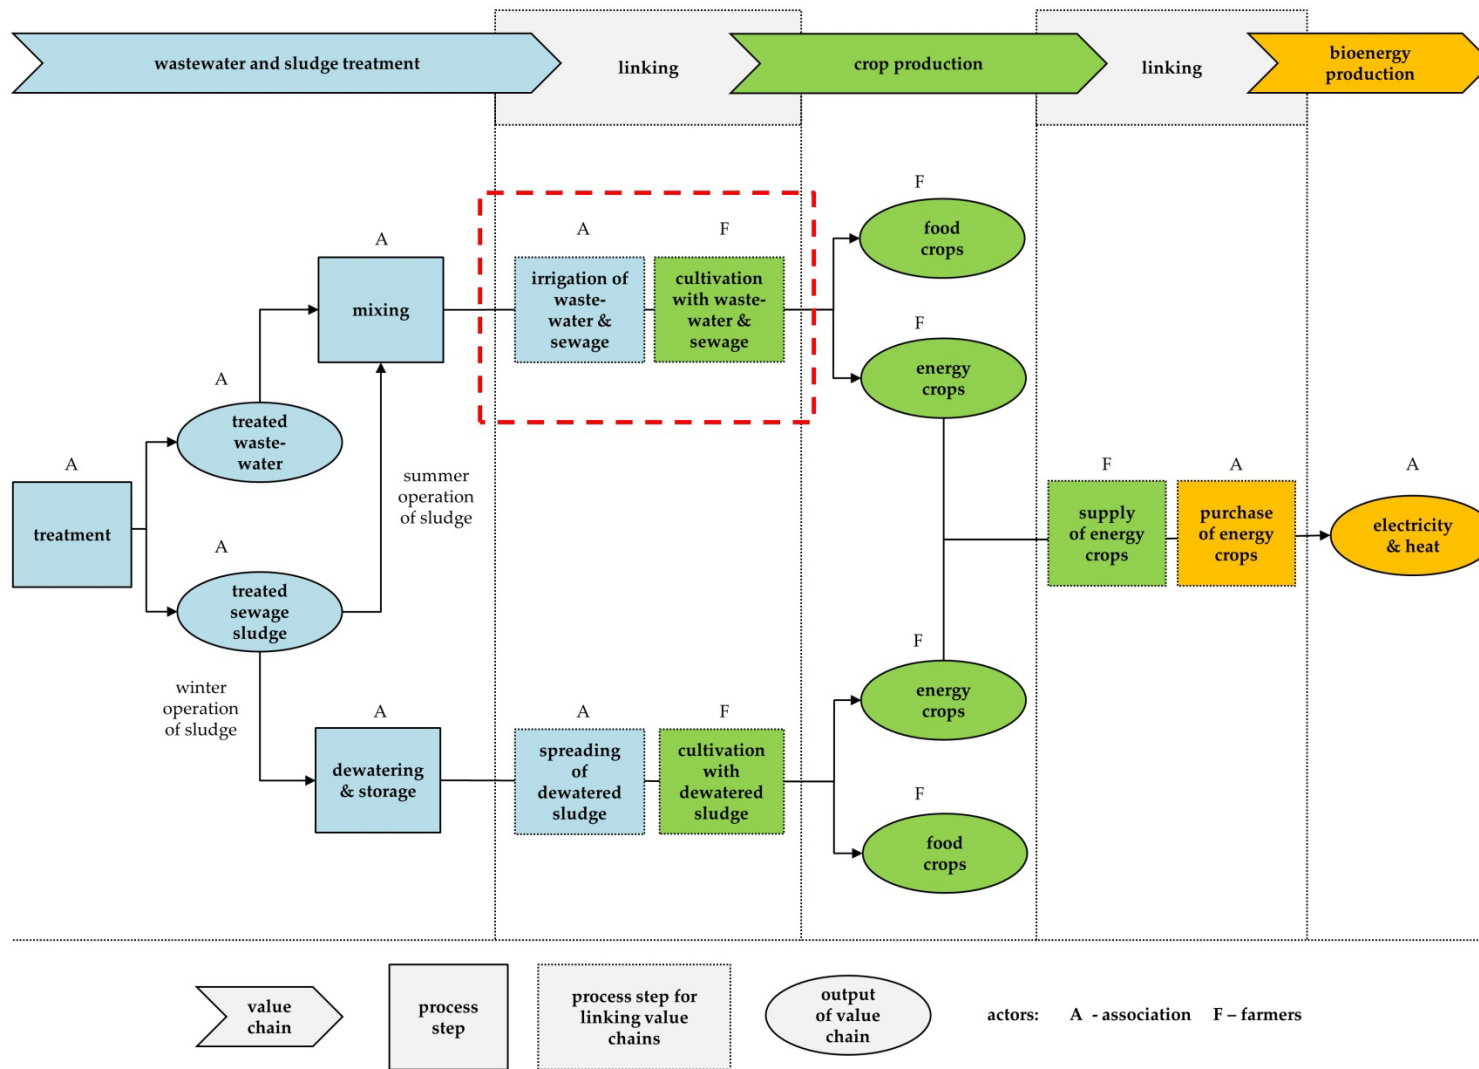 wastewater and sludge treatment
linking
crop production
linking
bioenergy
production
A
mixing
A
irrigation of
waste-
water &
sewage
F
cultivation
with waste-
water &
sewage
F
food
crops
F
energy
crops
A
treated
waste-
water
A
treatment
summer
operation
of sludge
A
treated
sewage
sludge
F
supply
of energy
crops
A
purchase
of energy
crops
A
electricity
& heat
winter
operation
of sludge
A
dewatering
& storage
A
spreading
of
dewatered
sludge
F
cultivation
with
dewatered
sludge
F
energy
crops
F
food
crops
value
chain
process
step
process step for
linking value
chains
output
of value
chain
actors: A - association F – farmers